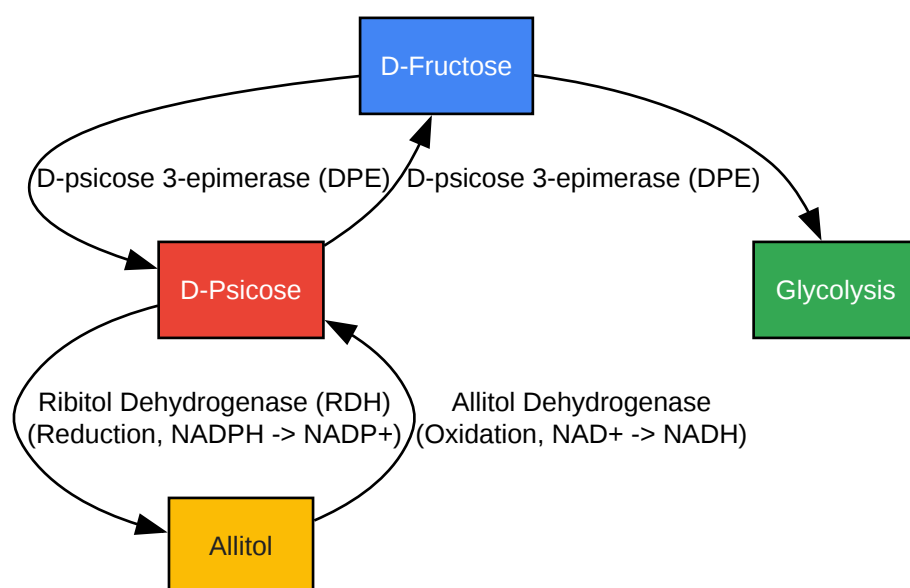 D-Fructose
D-psicose 3-epimerase (DPE)
D-psicose 3-epimerase (DPE)
D-Psicose
Glycolysis
Ribitol Dehydrogenase (RDH)
(Reduction, NADPH -> NADP+)
Allitol Dehydrogenase
(Oxidation, NAD+ -> NADH)
Allitol